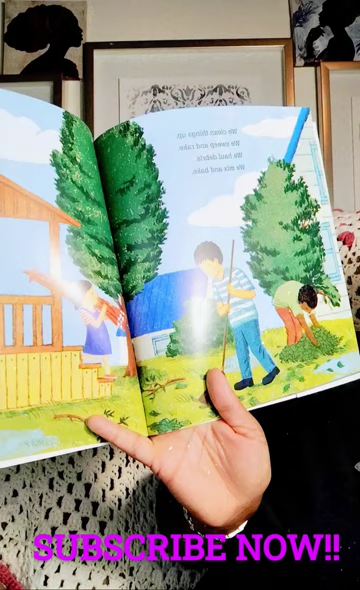 We clean things up.
We sweep and rake.
We haul debris
We mix and bake.
SUBSCRIBE NOW!!